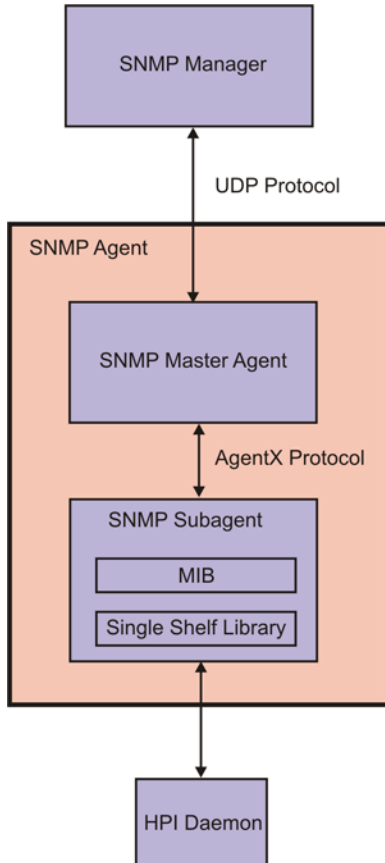 SNMP Manager
UDP Protocol
SNMP Agent
SNMP Master Agent
AgentX Protocol
SNMP Subagent
MIB
Single Shelf Library
HPI Daemon